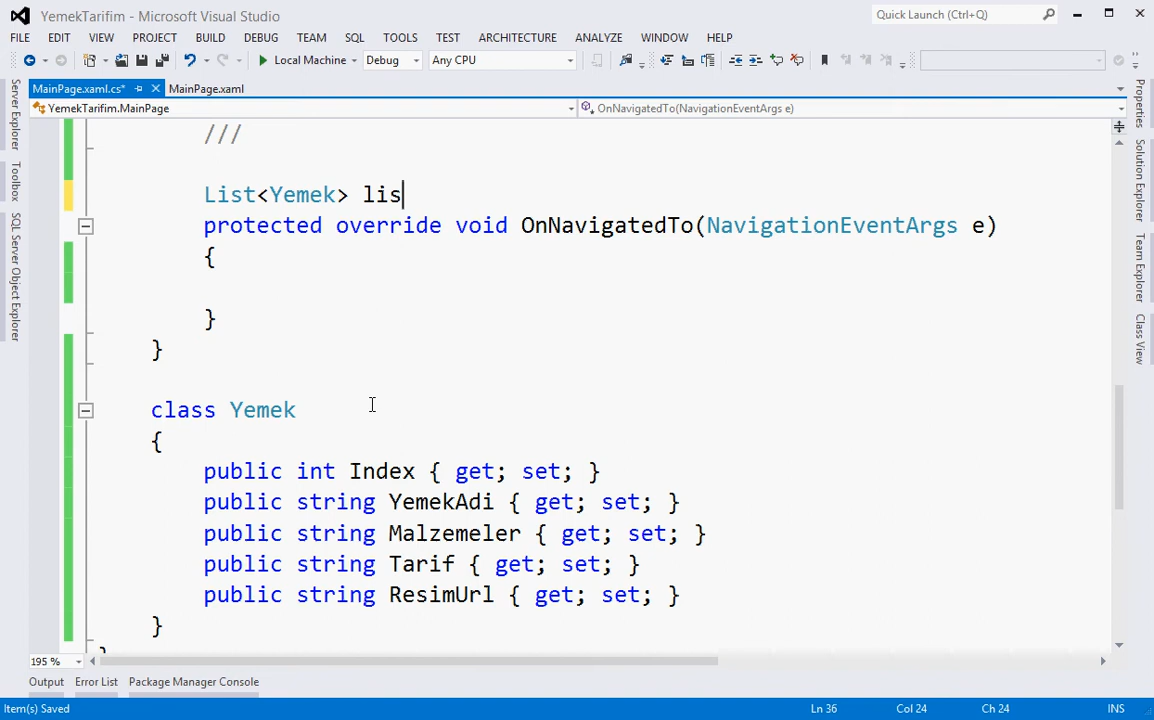 YemekTarifim - Microsoft Visual Studio
Quick Launch (Ctrl+Q)
FILE EDIT VIEW PROJECT BUILD DEBUG TEAM SQL TOOLS TEST ARCHITECTURE ANALYZE WINDOW HELP
Local Machine Debug Any CPU
MainPage.xaml.cs* MainPage.xaml
YemekTarifim.MainPage OnNavigatedTo(NavigationEventArgs e)
///
List<Yemek> lis
protected override void OnNavigatedTo(NavigationEventArgs e)
{
}
}
class Yemek
{
public int Index { get; set; }
public string YemekAdi { get; set; }
public string Malzemeler { get; set; }
public string Tarif { get; set; }
public string ResimUrl { get; set; }
}
}
195 %
Output Error List Package Manager Console
Item(s) Saved Ln 36 Col 24 Ch 24 INS
Server Explorer
Toolbox
SQL Server Object Explorer
Properties
Solution Explorer
Team Explorer
Class View